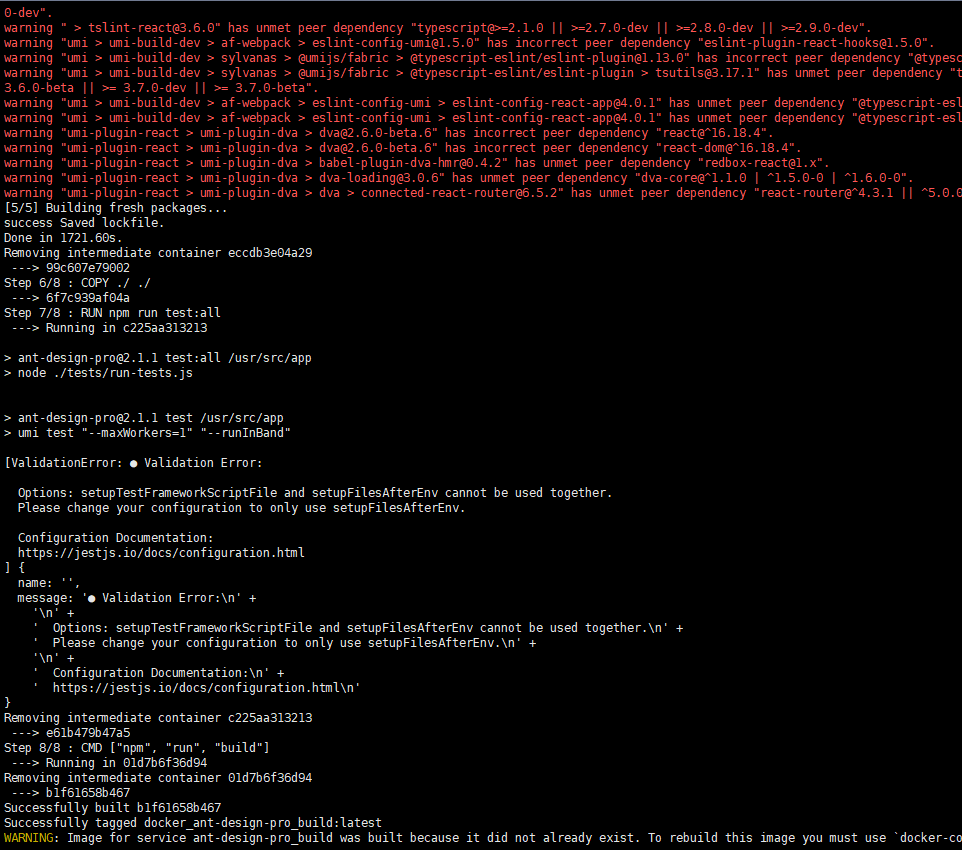 0-dev".
warning " > tslint-react@3.6.0" has unmet peer dependency "typescript@>=2.1.0 || >=2.7.0-dev || >=2.8.0-dev || >=2.9.0-dev".
warning "umi > umi-build-dev > af-webpack > eslint-config-umi@1.5.0" has incorrect peer dependency "eslint-plugin-react-hooks@1.5.0".
warning "umi > umi-build-dev > sylvanas > @umijs/fabric > @typescript-eslint/eslint-plugin@1.13.0" has incorrect peer dependency "@typesc
warning "umi > umi-build-dev > sylvanas > @umijs/fabric > @typescript-eslint/eslint-plugin > tsutils@3.17.1" has unmet peer dependency "t
3.6.0-beta || >= 3.7.0-dev || >= 3.7.0-beta".
warning "umi > umi-build-dev > af-webpack > eslint-config-umi > eslint-config-react-app@4.0.1" has unmet peer dependency "@typescript-esl
warning "umi > umi-build-dev > af-webpack > eslint-config-umi > eslint-config-react-app@4.0.1" has unmet peer dependency "@typescript-esl
warning "umi-plugin-react > umi-plugin-dva > dva@2.6.0-beta.6" has incorrect peer dependency "react@^16.18.4".
warning "umi-plugin-react > umi-plugin-dva > dva@2.6.0-beta.6" has incorrect peer dependency "react-dom@^16.18.4".
warning "umi-plugin-react > umi-plugin-dva > babel-plugin-dva-hmr@0.4.2" has unmet peer dependency "redbox-react@1.x".
warning "umi-plugin-react > umi-plugin-dva > dva-loading@3.0.6" has unmet peer dependency "dva-core@^1.1.0 | ^1.5.0-0 | ^1.6.0-0".
warning "umi-plugin-react > umi-plugin-dva > dva > connected-react-router@6.5.2" has unmet peer dependency "react-router@^4.3.1 || ^5.0.0
[5/5] Building fresh packages...
success Saved lockfile.
Done in 1721.60s.
Removing intermediate container eccdb3e04a29
 ---> 99c607e79002
Step 6/8 : COPY ./ ./
 ---> 6f7c939af04a
Step 7/8 : RUN npm run test:all
 ---> Running in c225aa313213
> ant-design-pro@2.1.1 test:all /usr/src/app
> node ./tests/run-tests.js
> ant-design-pro@2.1.1 test /usr/src/app
> umi test "--maxWorkers=1" "--runInBand"
[ValidationError: ● Validation Error:
  Options: setupTestFrameworkScriptFile and setupFilesAfterEnv cannot be used together.
  Please change your configuration to only use setupFilesAfterEnv.
  Configuration Documentation:
  https://jestjs.io/docs/configuration.html
] {
  name: '',
  message: '● Validation Error:\n' +
    '\n' +
    '  Options: setupTestFrameworkScriptFile and setupFilesAfterEnv cannot be used together.\n' +
    '  Please change your configuration to only use setupFilesAfterEnv.\n' +
    '\n' +
    '  Configuration Documentation:\n' +
    '  https://jestjs.io/docs/configuration.html\n'
}
Removing intermediate container c225aa313213
 ---> e61b479b47a5
Step 8/8 : CMD ["npm", "run", "build"]
 ---> Running in 01d7b6f36d94
Removing intermediate container 01d7b6f36d94
 ---> b1f61658b467
Successfully built b1f61658b467
Successfully tagged docker_ant-design-pro_build:latest
WARNING: Image for service ant-design-pro_build was built because it did not already exist. To rebuild this image you must use `docker-co